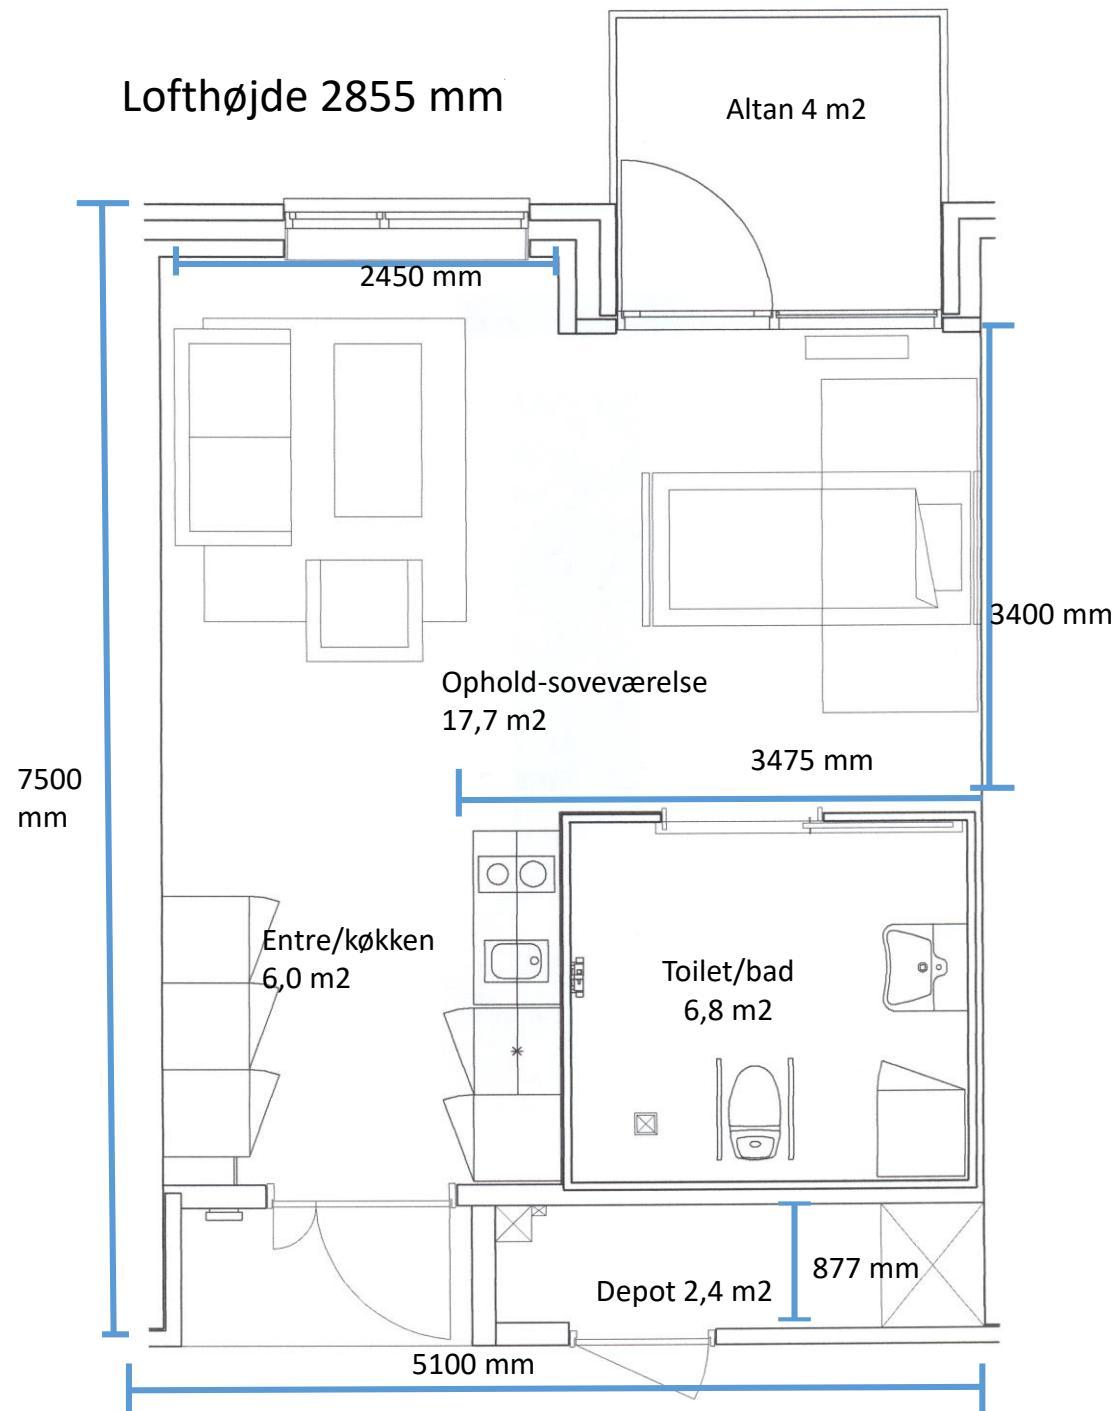 Lofthøjde 2855 mm
Altan 4 m2
2450 mm
3400 mm
Ophold-soveværelse
17,7 m2
3475 mm
7500
mm
Entre/køkken
6,0 m2
Toilet/bad
6,8 m2
877 mm
Depot 2,4 m2
5100 mm